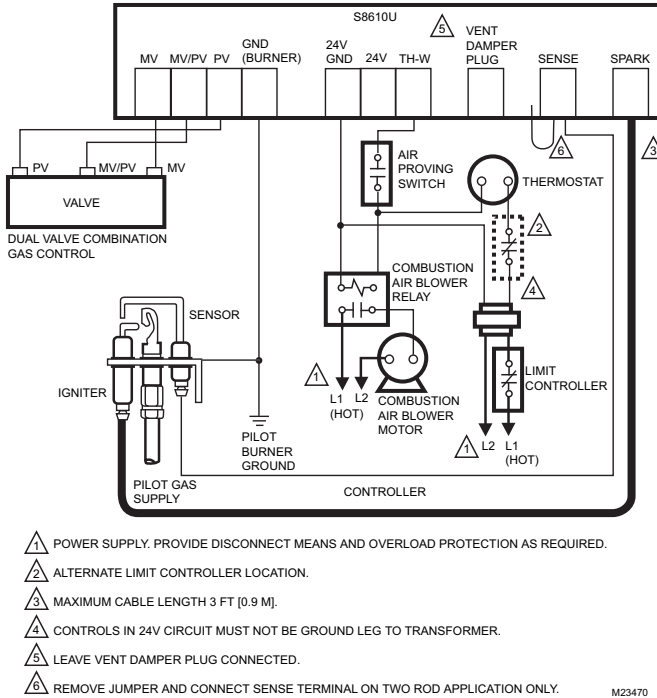 S8610U
5
MV
MV/PV
PV
GND
(BURNER)
24V
GND
24V
TH-W
VENT
DAMPER
PLUG
SENSE
SPARK
6
3
PV
MV/PV
MV
VALVE
DUAL VALVE COMBINATION
GAS CONTROL
AIR
PROVING
SWITCH
THERMOSTAT
2
4
COMBUSTION
AIR BLOWER
RELAY
SENSOR
IGNITER
1
L1
(HOT)
L2
COMBUSTION
AIR BLOWER
MOTOR
LIMIT
CONTROLLER
1
L2
L1
(HOT)
PILOT
BURNER
GROUND
PILOT GAS
SUPPLY
CONTROLLER
1 POWER SUPPLY. PROVIDE DISCONNECT MEANS AND OVERLOAD PROTECTION AS REQUIRED.
2 ALTERNATE LIMIT CONTROLLER LOCATION.
3 MAXIMUM CABLE LENGTH 3 FT [0.9 M].
4 CONTROLS IN 24V CIRCUIT MUST NOT BE GROUND LEG TO TRANSFORMER.
5 LEAVE VENT DAMPER PLUG CONNECTED.
6 REMOVE JUMPER AND CONNECT SENSE TERMINAL ON TWO ROD APPLICATION ONLY.
M23470